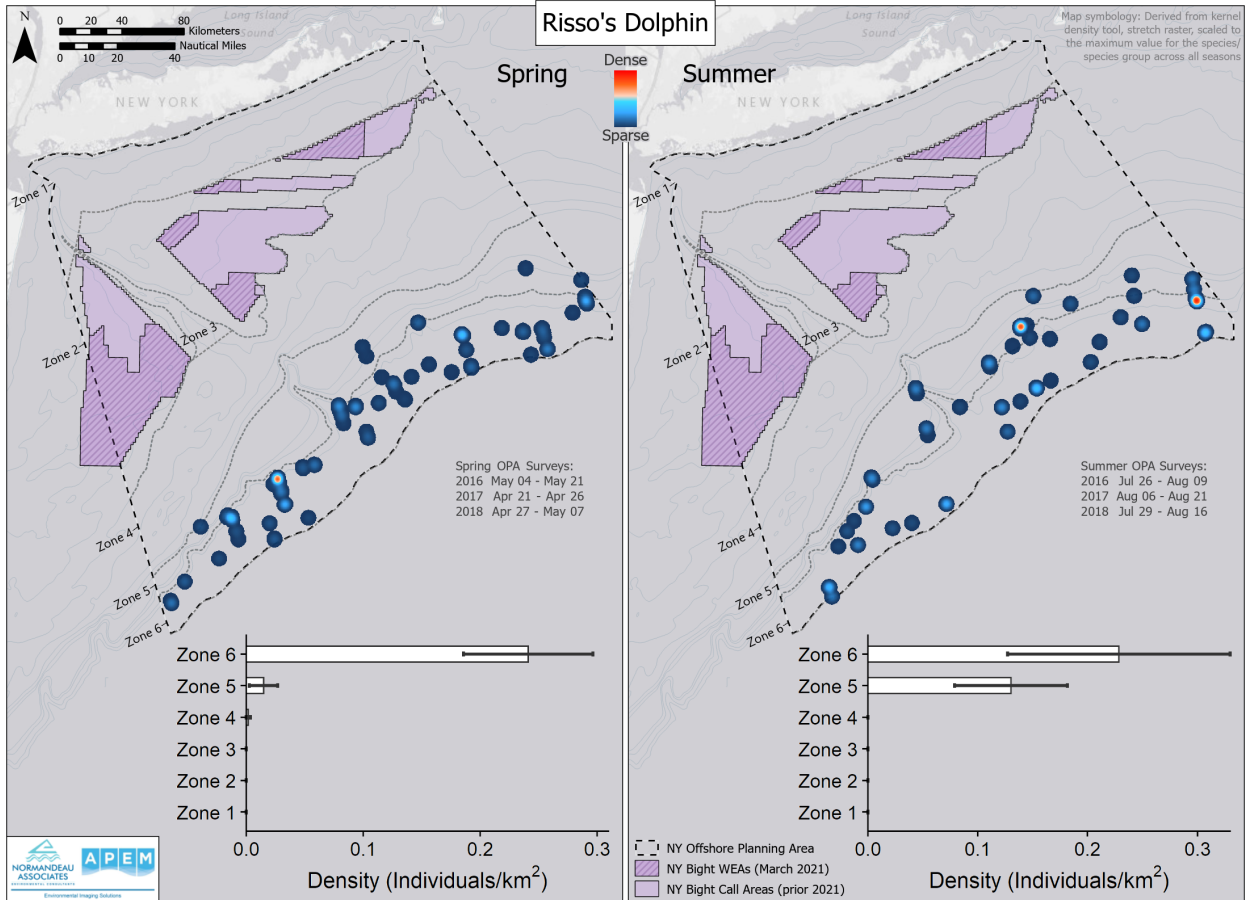 Risso's Dolphin
N
0 20 40 80
Kilometers
Nautical Miles
0 10 20 40
Long Island
Sound
NEW YORK
Spring
Dense
Sparse
Zone 1
Zone 2
Zone 3
Zone 4
Zone 5
Zone 6
Spring OPA Surveys:
2016 May 04 - May 21
2017 Apr 21 - Apr 26
2018 Apr 27 - May 07
Zone 6
Zone 5
Zone 4
Zone 3
Zone 2
Zone 1
0.0 0.1 0.2 0.3
Density (Individuals/km²)
NORMANDEAU
ASSOCIATES
ENVIRONMENTAL CONSULTANTS
APEM
Environmental Imaging Solutions
Summer
Long Island
Sound
NEW YORK
Map symbology: Derived from kernel
density tool, stretch raster, scaled to
the maximum value for the species/
species group across all seasons
Zone 1
Zone 2
Zone 3
Zone 4
Zone 5
Zone 6
Summer OPA Surveys:
2016 Jul 26 - Aug 09
2017 Aug 06 - Aug 21
2018 Jul 29 - Aug 16
Zone 6
Zone 5
Zone 4
Zone 3
Zone 2
Zone 1
0.0 0.1 0.2 0.3
Density (Individuals/km²)
NY Offshore Planning Area
NY Bight WEAs (March 2021)
NY Bight Call Areas (prior 2021)